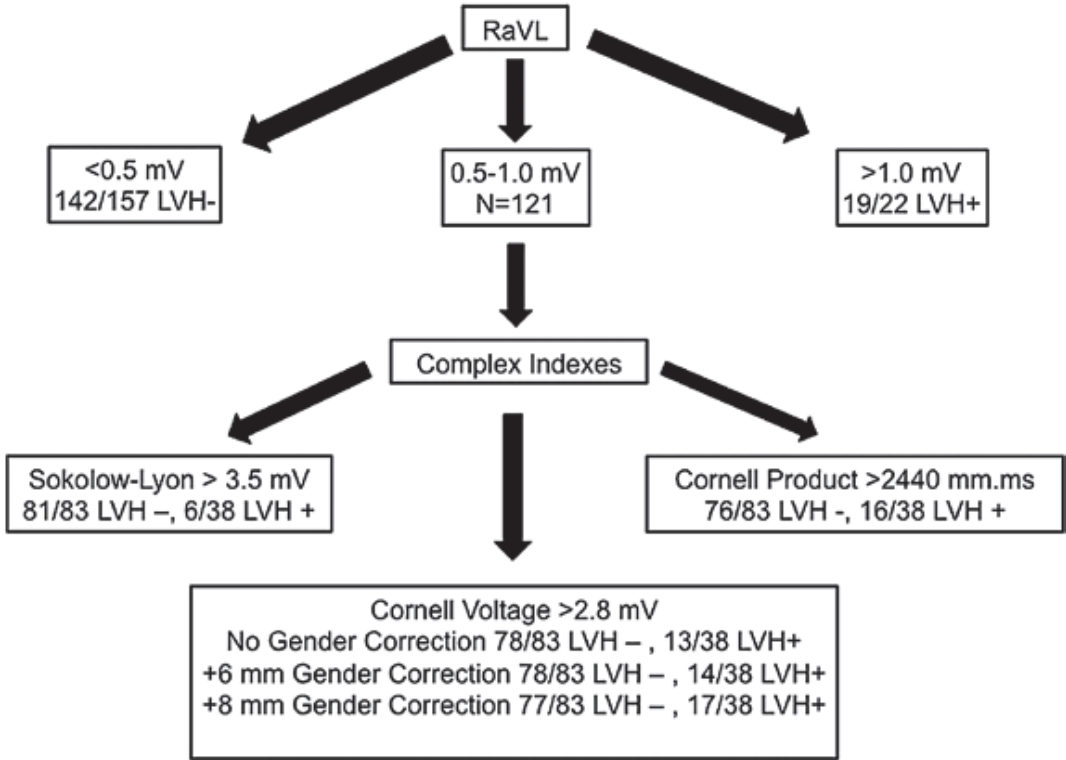 RaVL
<0.5 mV
142/157 LVH-
0.5-1.0 mV
N=121
>1.0 mV
19/22 LVH+
Complex Indexes
Sokolow-Lyon > 3.5 mV
81/83 LVH –, 6/38 LVH +
Cornell Product >2440 mm.ms
76/83 LVH -, 16/38 LVH +
Cornell Voltage >2.8 mV
No Gender Correction 78/83 LVH – , 13/38 LVH+
+6 mm Gender Correction 78/83 LVH – , 14/38 LVH+
+8 mm Gender Correction 77/83 LVH – , 17/38 LVH+